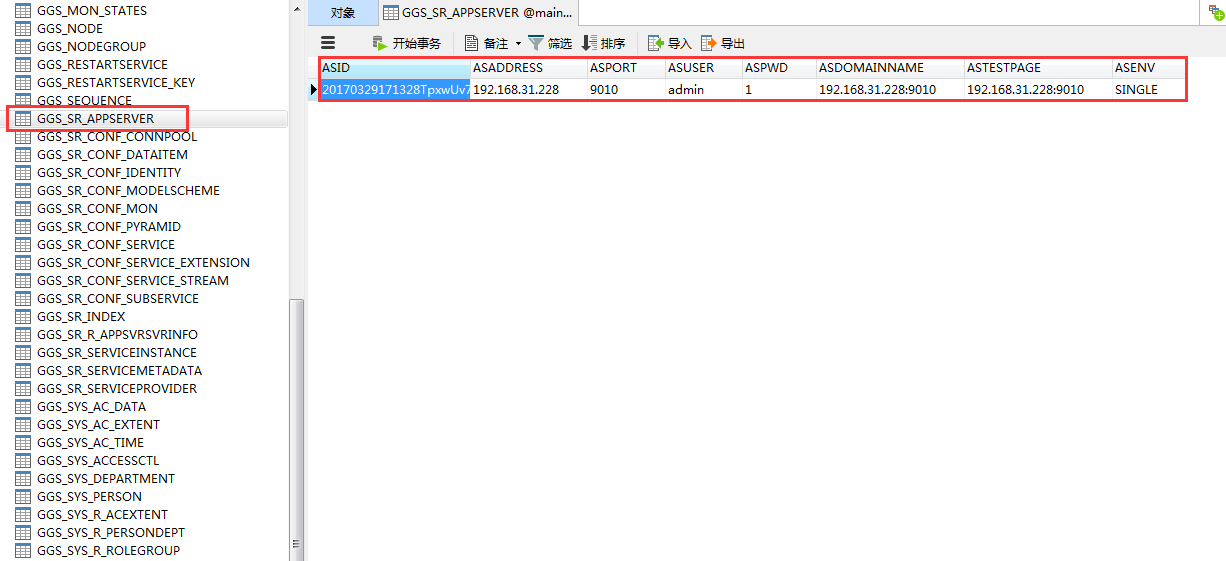 GGS_MON_STATES
GGS_NODE
GGS_NODEGROUP
GGS_RESTARTSERVICE
GGS_RESTARTSERVICE_KEY
GGS_SEQUENCE
GGS_SR_APPSERVER
GGS_SR_CONF_CONNPOOL
GGS_SR_CONF_DATAITEM
GGS_SR_CONF_IDENTITY
GGS_SR_CONF_MODELSCHEME
GGS_SR_CONF_MON
GGS_SR_CONF_PYRAMID
GGS_SR_CONF_SERVICE
GGS_SR_CONF_SERVICE_EXTENSION
GGS_SR_CONF_SERVICE_STREAM
GGS_SR_CONF_SUBSERVICE
GGS_SR_INDEX
GGS_SR_R_APPSVRSVRINFO
GGS_SR_SERVICEINSTANCE
GGS_SR_SERVICEMETADATA
GGS_SR_SERVICEPROVIDER
GGS_SYS_AC_DATA
GGS_SYS_AC_EXTENT
GGS_SYS_AC_TIME
GGS_SYS_ACCESSCTL
GGS_SYS_DEPARTMENT
GGS_SYS_PERSON
GGS_SYS_R_ACEXTENT
GGS_SYS_R_PERSONDEPT
GGS_SYS_R_ROLEGROUP
对象 GGS_SR_APPSERVER @main...
开始事务 备注 筛选 排序 导入 导出
ASID ASADDRESS ASPORT ASUSER ASPWD ASDOMAINNAME ASTESTPAGE ASENV
20170329171328TpxwUv7 192.168.31.228 9010 admin 1 192.168.31.228:9010 192.168.31.228:9010 SINGLE